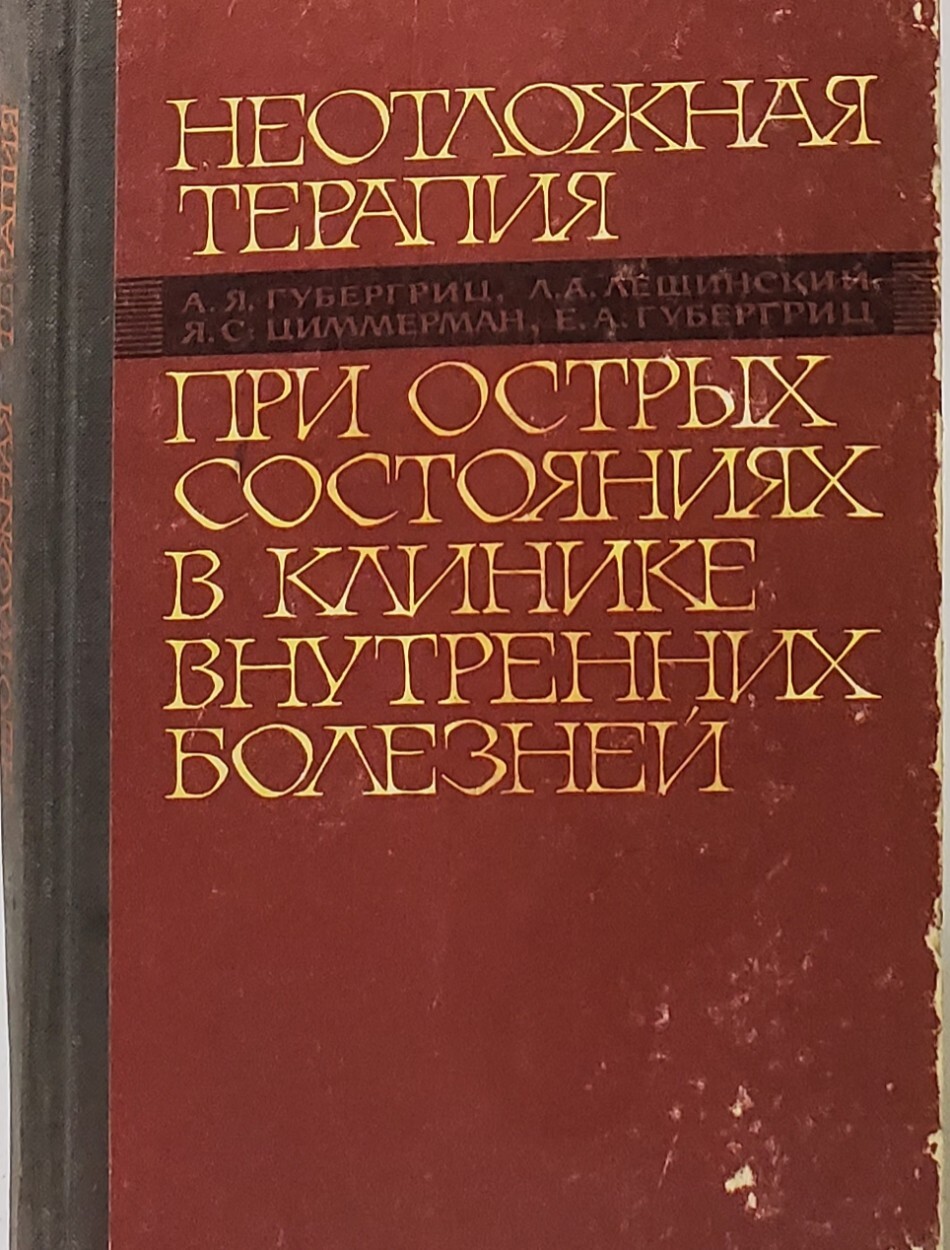 НЕОТЛОЖНАЯ
ТЕРАПИЯ
А. Я. ГУБЕРГРИЦ, Л. А. ЛЕЩИНСКИЙ,
Я. С. ЦИММЕРМАН, Е. А. ГУБЕРГРИЦ
ПРИ ОСТРЫХ
СОСТОЯНИЯХ
В КЛИНИКЕ
ВНУТРЕННИХ
БОЛЕЗНЕЙ
НЕОТЛОЖНАЯ ТЕРАПИЯ